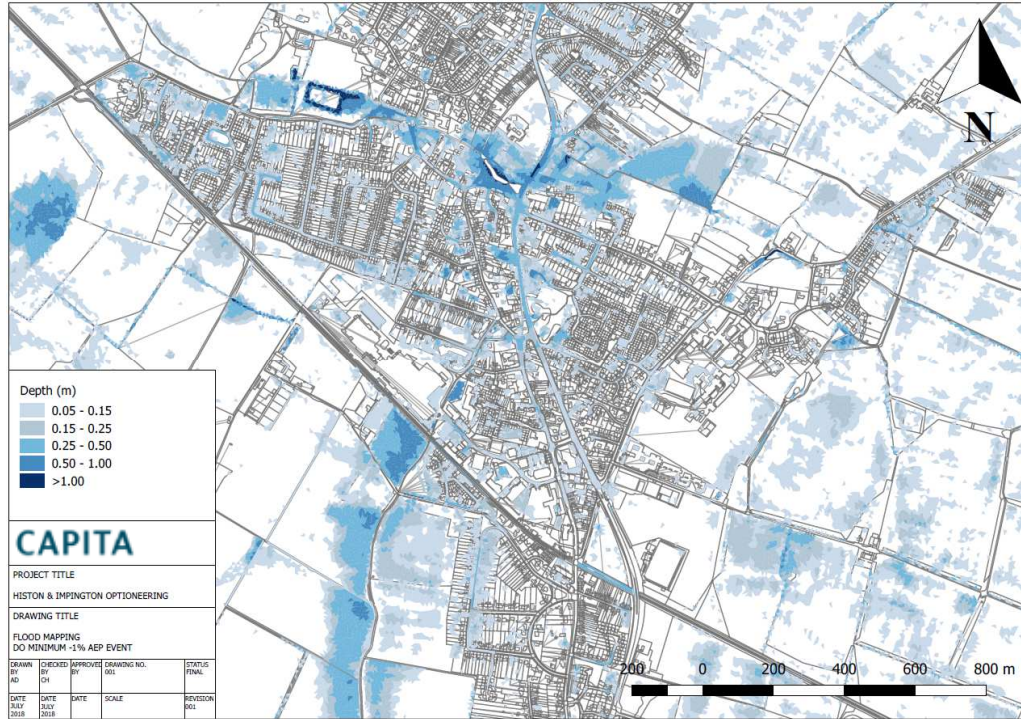 N
Depth (m)
0.05 - 0.15
0.15 - 0.25
0.25 - 0.50
0.50 - 1.00
>1.00
CAPITA
PROJECT TITLE
HISTON & IMPINGTON OPTIONEERING
DRAWING TITLE
FLOOD MAPPING
DO MINIMUM -1% AEP EVENT
DRAWN BY AD
CHECKED BY CH
APPROVED BY
DRAWING NO. 001
STATUS FINAL
DATE JULY 2018
DATE JULY 2018
DATE
SCALE
REVISION 001
200 0 200 400 600 800 m